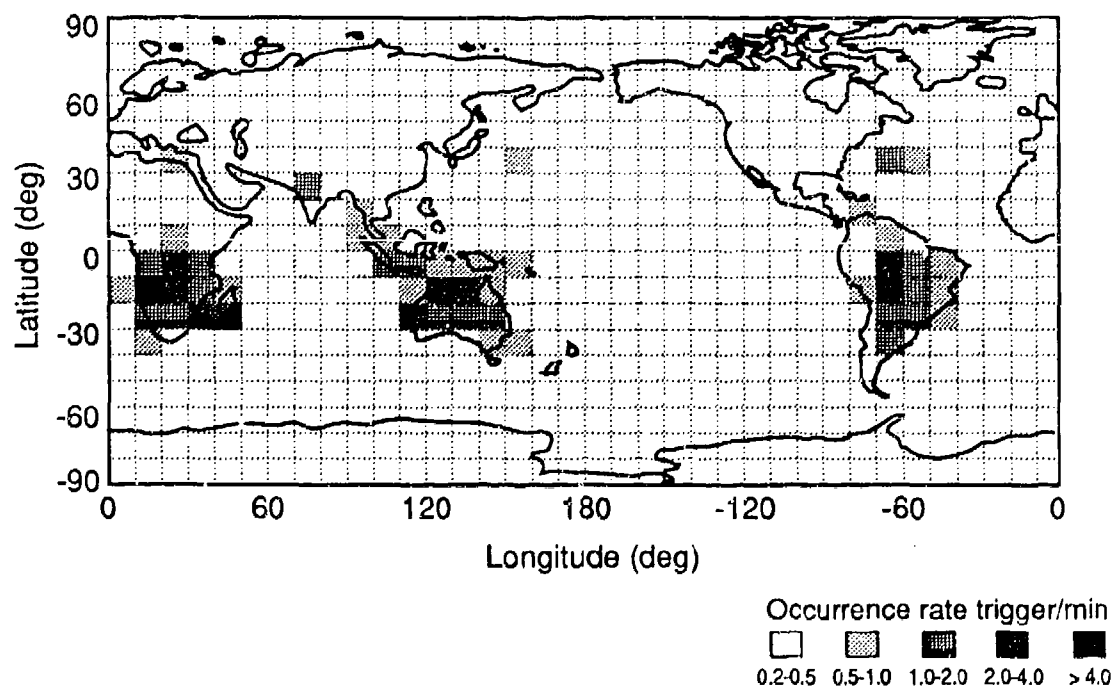 90
60
30
0
-30
-60
-90
Latitude (deg)
0 60 120 180 -120 -60 0
Longitude (deg)
Occurrence rate trigger/min
0.2-0.5 0.5-1.0 1.0-2.0 2.0-4.0 > 4.0